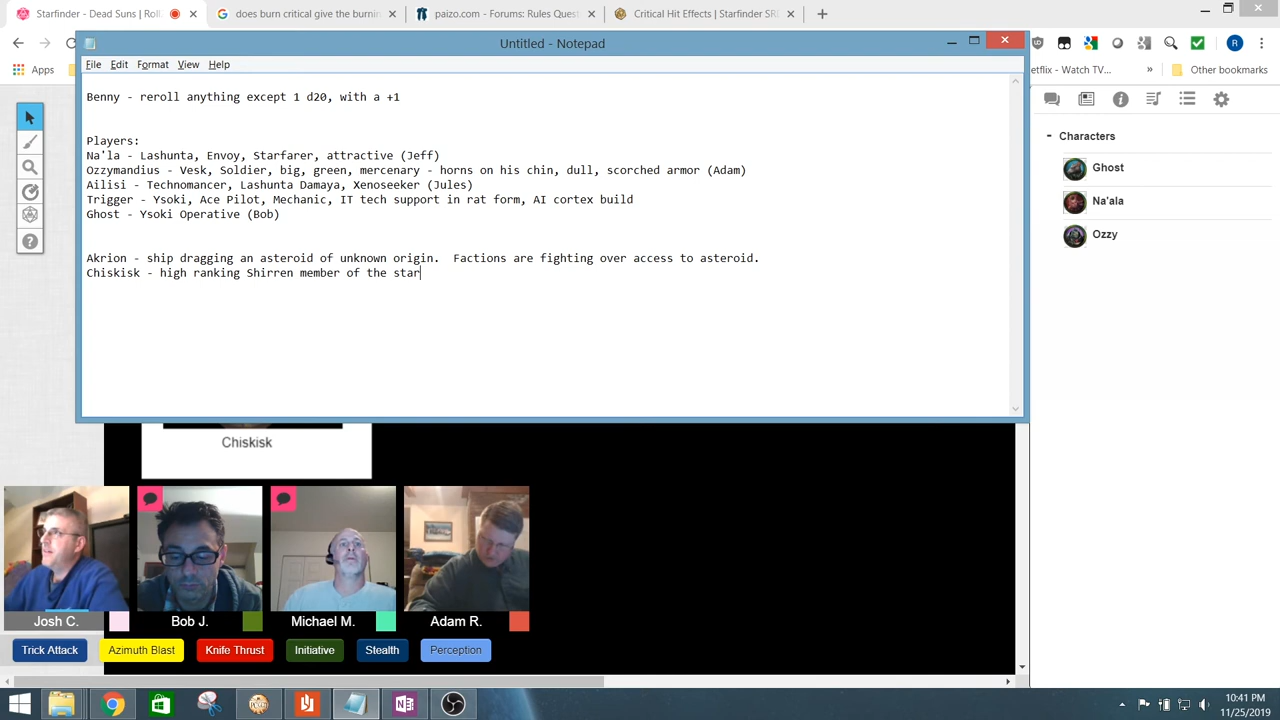 Starfinder - Dead Suns | Roll
does burn critical give the burnin
paizo.com - Forums: Rules Quest
Critical Hit Effects | Starfinder SR
Untitled - Notepad
Apps
etflix - Watch TV...
»
Other bookmarks
File Edit Format View Help
Benny - reroll anything except 1 d20, with a +1
Players:
Na'la - Lashunta, Envoy, Starfarer, attractive (Jeff)
Ozzymandius - Vesk, Soldier, big, green, mercenary - horns on his chin, dull, scorched armor (Adam)
Ailisi - Technomancer, Lashunta Damaya, Xenoseeker (Jules)
Trigger - Ysoki, Ace Pilot, Mechanic, IT tech support in rat form, AI cortex build
Ghost - Ysoki Operative (Bob)
Akrion - ship dragging an asteroid of unknown origin.  Factions are fighting over access to asteroid.
Chiskisk - high ranking Shirren member of the star
Characters
Ghost
Na'ala
Ozzy
Chiskisk
Josh C.
Bob J.
Michael M.
Adam R.
Trick Attack
Azimuth Blast
Knife Thrust
Initiative
Stealth
Perception
10:41 PM
11/25/2019